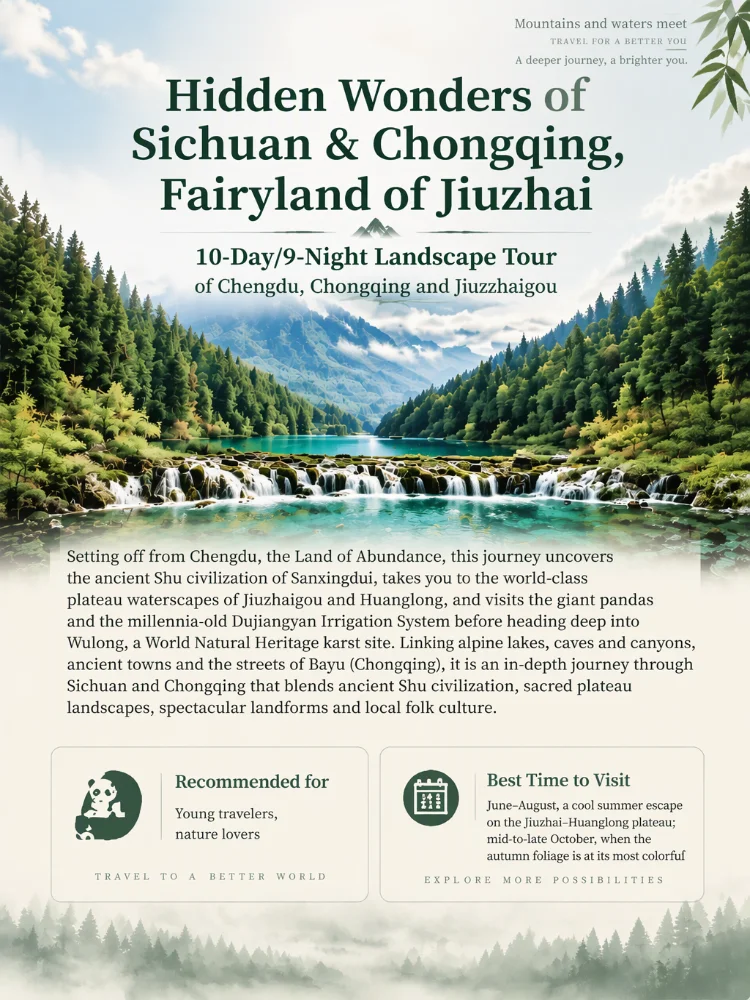 Mountains and waters meet
TRAVEL FOR A BETTER YOU
A deeper journey, a brighter you.
Hidden Wonders of
Sichuan & Chongqing,
Fairyland of Jiuzhai
10-Day/9-Night Landscape Tour
of Chengdu, Chongqing and Jiuzzhaigou
Setting off from Chengdu, the Land of Abundance, this journey uncovers
the ancient Shu civilization of Sanxingdui, takes you to the world-class
plateau waterscapes of Jiuzhaigou and Huanglong, and visits the giant pandas
and the millennia-old Dujiangyan Irrigation System before heading deep into
Wulong, a World Natural Heritage karst site. Linking alpine lakes, caves and canyons,
ancient towns and the streets of Bayu (Chongqing), it is an in-depth journey through
Sichuan and Chongqing that blends ancient Shu civilization, sacred plateau
landscapes, spectacular landforms and local folk culture.
Recommended for
Young travelers,
nature lovers
TRAVEL TO A BETTER WORLD
Best Time to Visit
June–August, a cool summer escape
on the Jiuzhai–Huanglong plateau;
mid-to-late October, when the
autumn foliage is at its most colorful
EXPLORE MORE POSSIBILITIES